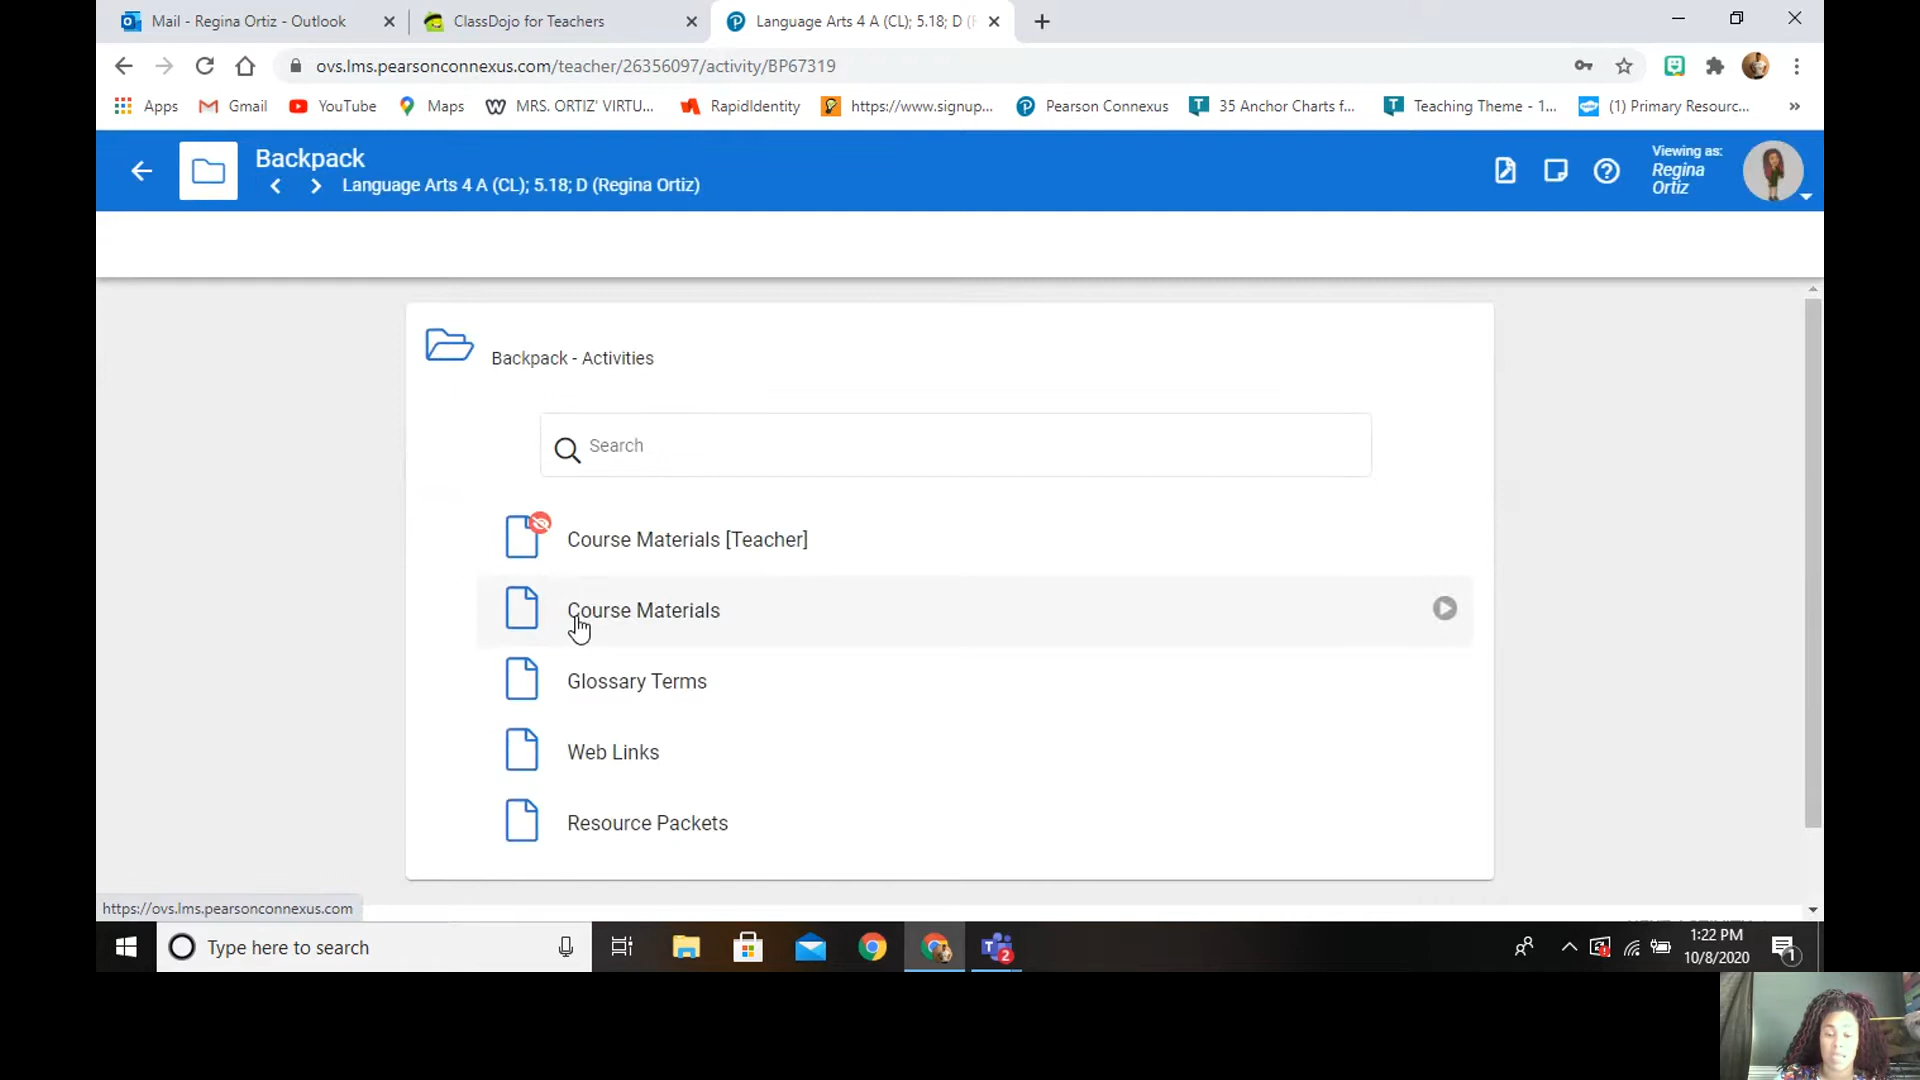 Mail - Regina Ortiz - Outlook
ClassDojo for Teachers
Language Arts 4 A (CL); 5.18; D (F
ovs.lms.pearsonconnexus.com/teacher/26356097/activity/BP67319
Apps
Gmail
YouTube
Maps
MRS. ORTIZ' VIRTU...
RapidIdentity
https://www.signup...
Pearson Connexus
35 Anchor Charts f...
Teaching Theme - 1...
(1) Primary Resourc...
»
Backpack
Language Arts 4 A (CL); 5.18; D (Regina Ortiz)
Viewing as:
Regina
Ortiz
Backpack - Activities
Search
Course Materials [Teacher]
Course Materials
Glossary Terms
Web Links
Resource Packets
https://ovs.lms.pearsonconnexus.com
Type here to search
2
1:22 PM
10/8/2020
1